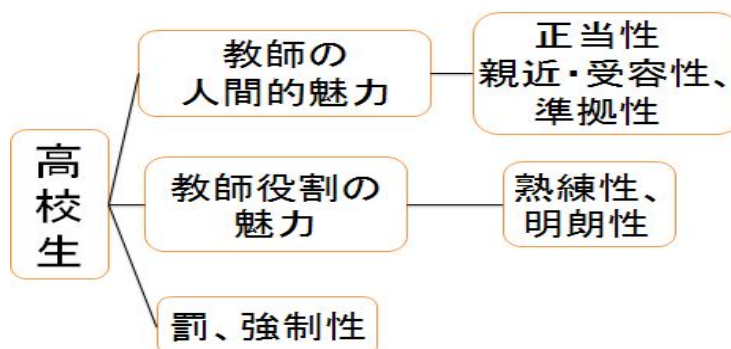 高
校
生
教師の
人間的魅力
正当性
親近・受容性、
準拠性
教師役割の
魅力
熟練性、
明朗性
罰、強制性